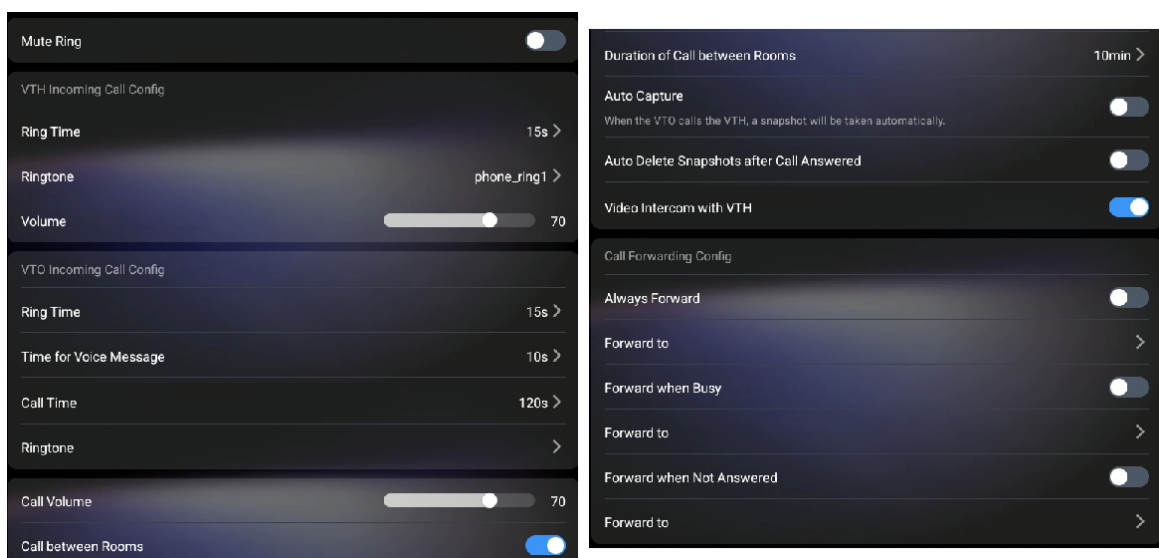 Mute Ring
VTH Incoming Call Config
Ring Time 15s
Ringtone phone_ring1
Volume 70
VTO Incoming Call Config
Ring Time 15s
Time for Voice Message 10s
Call Time 120s
Ringtone
Call Volume 70
Call between Rooms
Duration of Call between Rooms 10min
Auto Capture
When the VTO calls the VTH, a snapshot will be taken automatically.
Auto Delete Snapshots after Call Answered
Video Intercom with VTH
Call Forwarding Config
Always Forward
Forward to
Forward when Busy
Forward to
Forward when Not Answered
Forward to